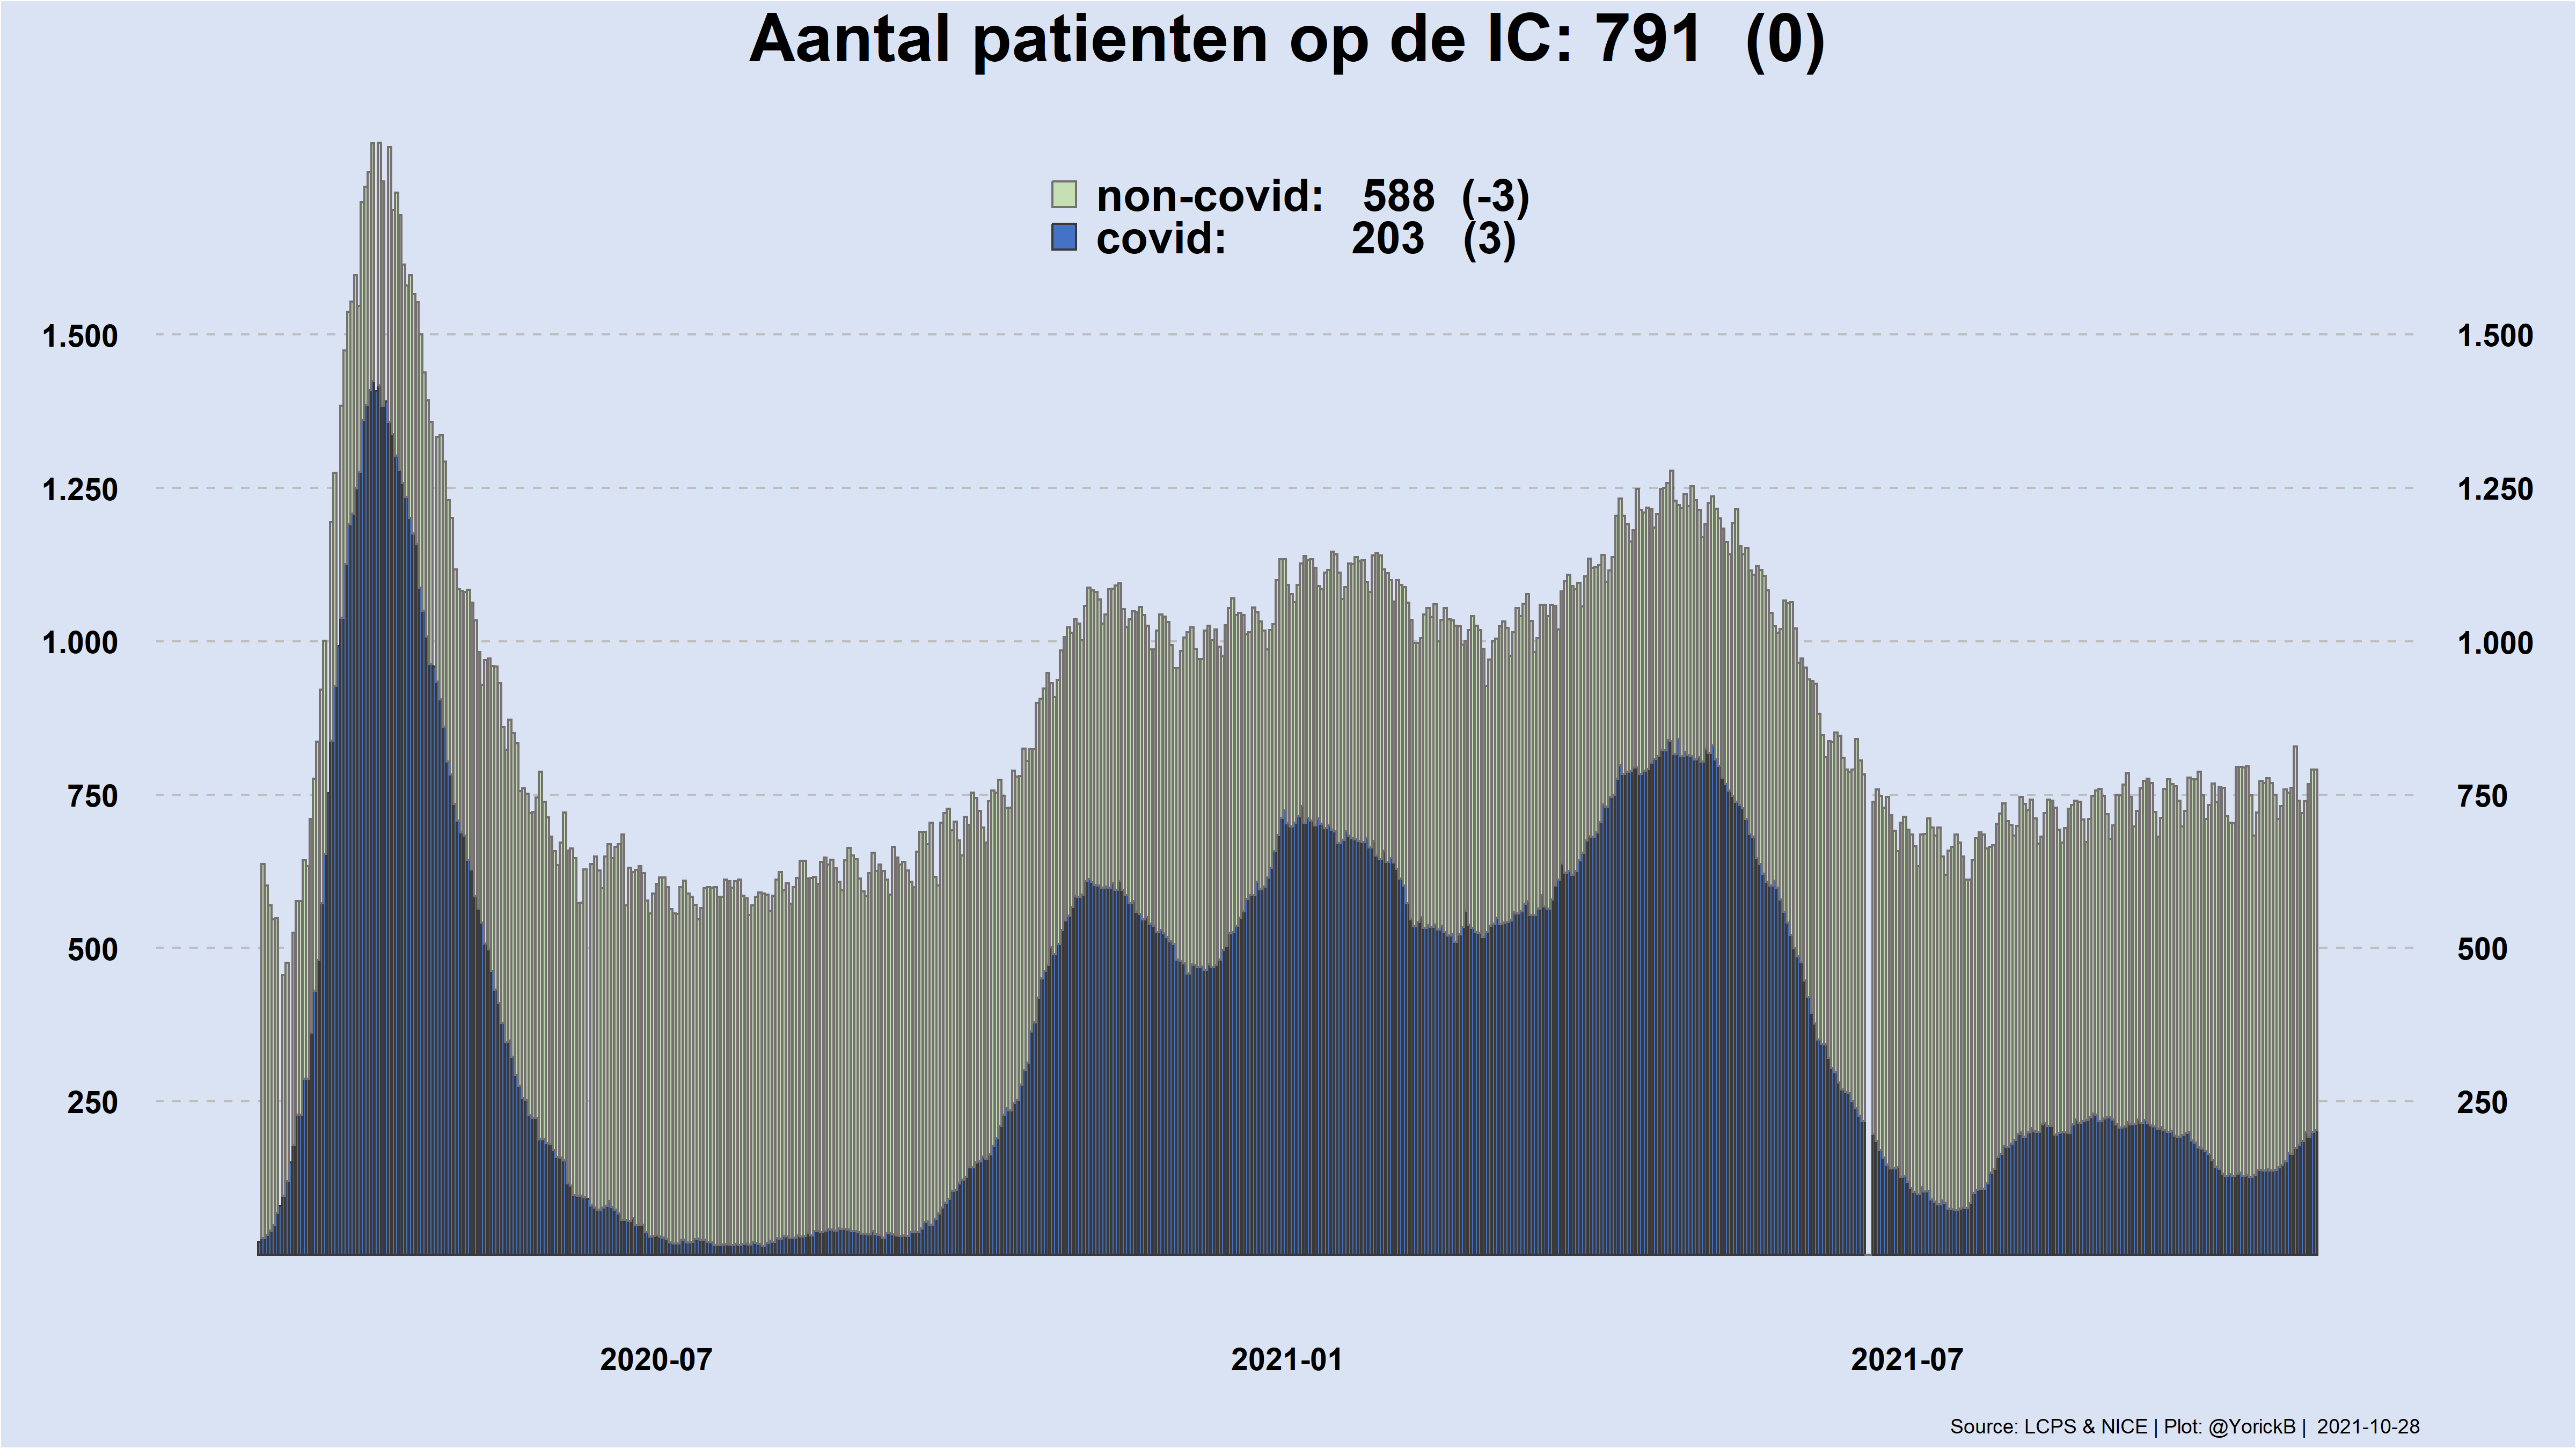 Aantal patienten op de IC: 791 (0)
non-covid: 588 (-3)
covid: 203 (3)
1.500 1.500
1.250 1.250
1.000 1.000
750 750
500 500
250 250
2020-07 2021-01 2021-07
Source: LCPS & NICE | Plot: @YorickB | 2021-10-28